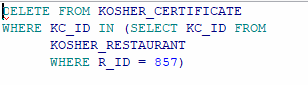 DELETE FROM KOSHER_CERTIFICATE
WHERE KC_ID IN (SELECT KC_ID FROM
KOSHER_RESTAURANT
WHERE R_ID = 857)